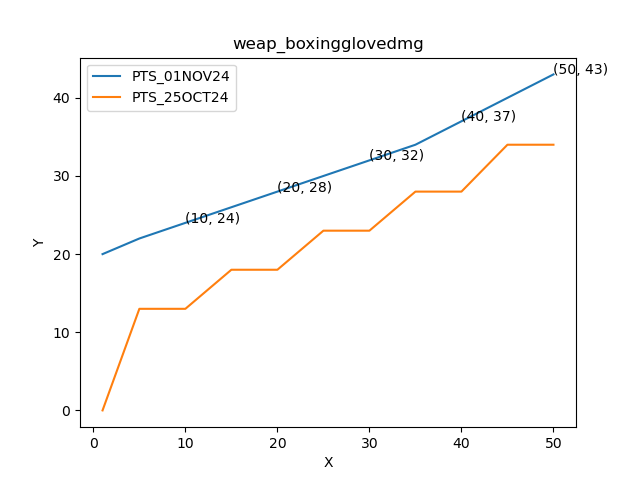 weap_boxingglovedmg
PTS_01NOV24
PTS_25OCT24
(50, 43)
(40, 37)
(30, 32)
(20, 28)
(10, 24)
40
30
20
10
0
Y
0 10 20 30 40 50
X